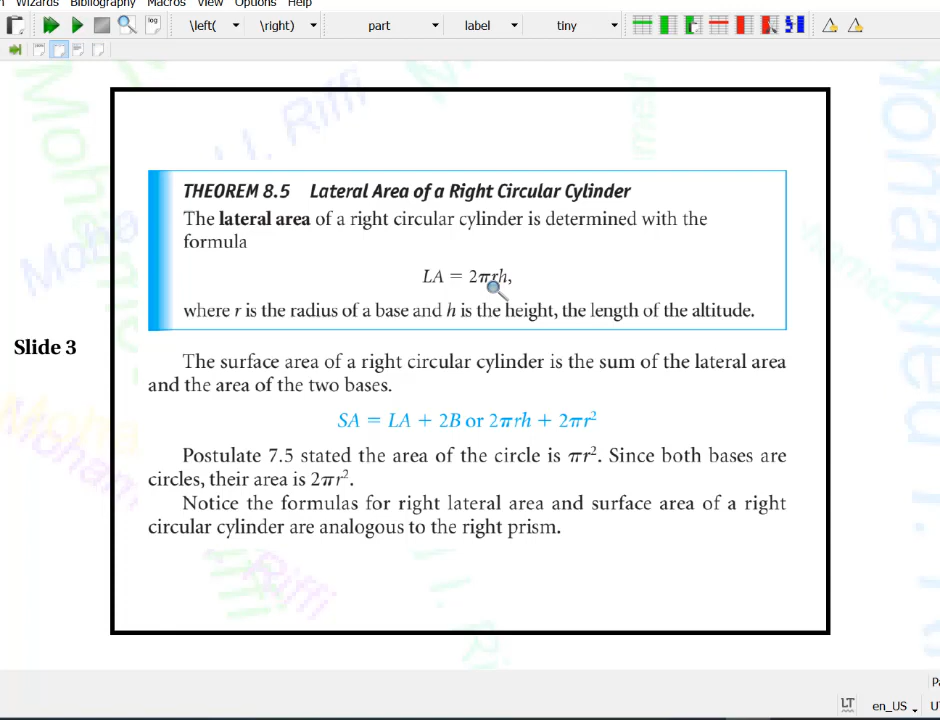 Wizards Bibliography Macros View Options Help
log \left( \right) part label tiny
THEOREM 8.5 Lateral Area of a Right Circular Cylinder
The lateral area of a right circular cylinder is determined with the
formula
LA = 2πrh,
where r is the radius of a base and h is the height, the length of the altitude.
Slide 3
The surface area of a right circular cylinder is the sum of the lateral area
and the area of the two bases.
SA = LA + 2B or 2πrh + 2πr²
Postulate 7.5 stated the area of the circle is πr². Since both bases are
circles, their area is 2πr².
Notice the formulas for right lateral area and surface area of a right
circular cylinder are analogous to the right prism.
LT en_US